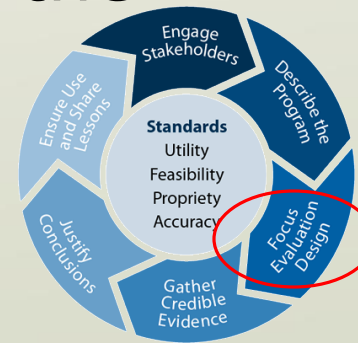 Engage
Stakeholders
Describe the
Program
Focus
Evaluation
Design
Gather
Credible
Evidence
Justify
Conclusions
Ensure Use
and Share
Lessons
Standards
Utility
Feasibility
Propriety
Accuracy